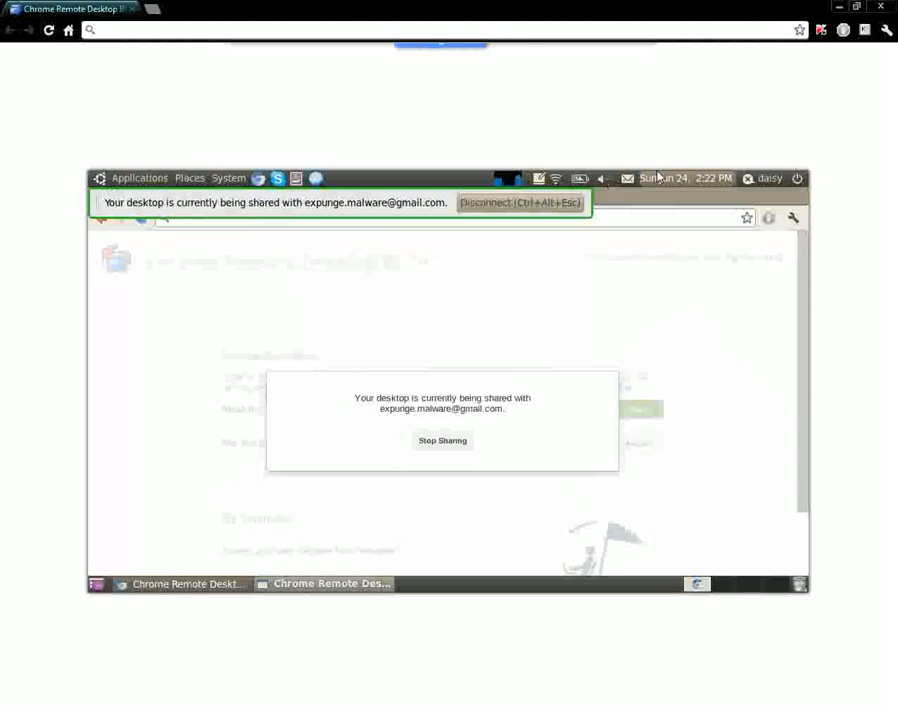 Chrome Remote Desktop B
Applications Places System
Sun Jun 24, 2:22 PM
daisy
Your desktop is currently being shared with expunge.malware@gmail.com.
Disconnect (Ctrl+Alt+Esc)
Your desktop is currently being shared with
expunge.malware@gmail.com.
Stop Sharing
Chrome Remote Deskt...
Chrome Remote Des...